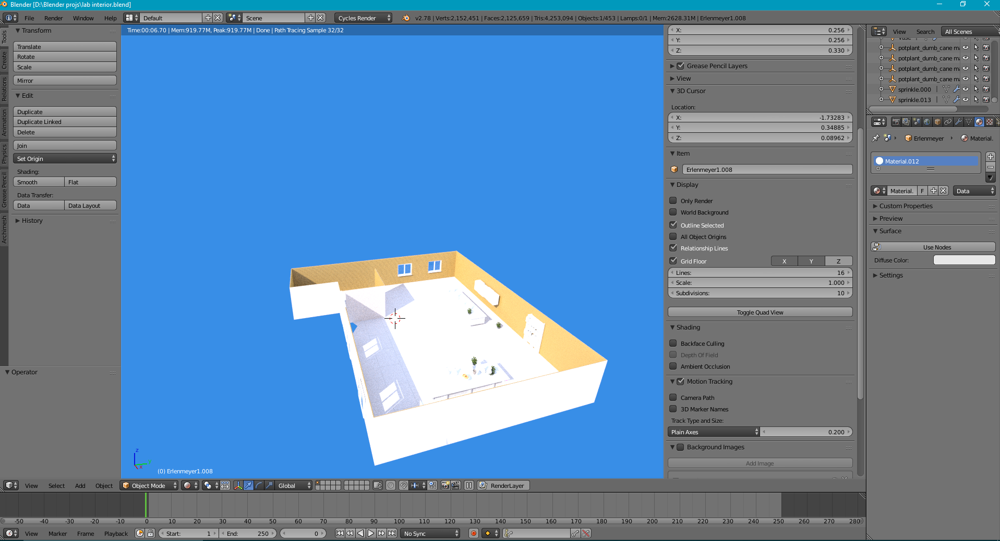 Blender [D:\Blender projs\lab interior.blend]
File Render Window Help Default Scene Cycles Render v2.78 | Verts:2,152,451 | Faces:2,125,659 | Tris:4,253,094 | Objects:1/453 | Lamps:0/1 | Mem:2628.31M | Erlenmeyer1.008
Time:00:06.70 | Mem:919.77M, Peak:919.77M | Done | Path Tracing Sample 32/32
Tools
Create
Relations
Animation
Physics
Grease Pencil
Archimesh
Transform
Translate
Rotate
Scale
Mirror
Edit
Duplicate
Duplicate Linked
Delete
Join
Set Origin
Shading:
Smooth Flat
Data Transfer:
Data Data Layout
History
Operator
z
x
(0) Erlenmeyer1.008
X: 0.256
Y: 0.256
Z: 0.330
Grease Pencil Layers
View
3D Cursor
Location:
X: -1.73283
Y: 0.34885
Z: 0.08962
Item
Erlenmeyer1.008
Display
Only Render
World Background
Outline Selected
All Object Origins
Relationship Lines
Grid Floor X Y Z
Lines: 16
Scale: 1.000
Subdivisions: 10
Toggle Quad View
Shading
Backface Culling
Depth Of Field
Ambient Occlusion
Motion Tracking
Camera Path
3D Marker Names
Track Type and Size:
Plain Axes 0.200
Background Images
Add Image
View Search All Scenes
potplant_dumb_cane ma
potplant_dumb_cane ma
potplant_dumb_cane ma
potplant_dumb_cane ma
sprinkle.000
sprinkle.013
Erlenmeyer Material.
Material.012
Material. F Data
Custom Properties
Preview
Surface
Use Nodes
Diffuse Color:
Settings
View Select Add Object Object Mode Global RenderLayer
-50 -40 -30 -20 -10 0 10 20 30 40 50 60 70 80 90 100 110 120 130 140 150 160 170 180 190 200 210 220 230 240 250 260 270 280
View Marker Frame Playback Start: 1 End: 250 0 No Sync